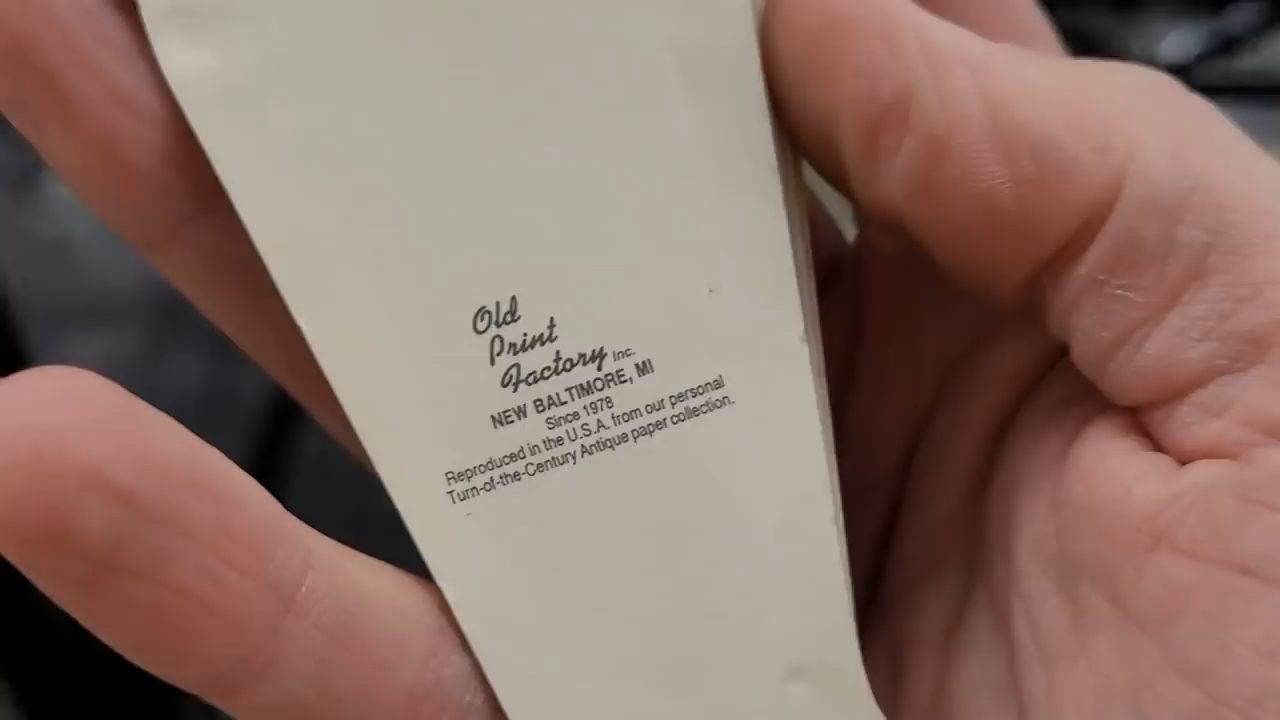 Old
Print
Factory Inc.
NEW BALTIMORE, MI
Since 1978
Reproduced in the U.S.A. from our personal
Turn-of-the-Century Antique paper collection.